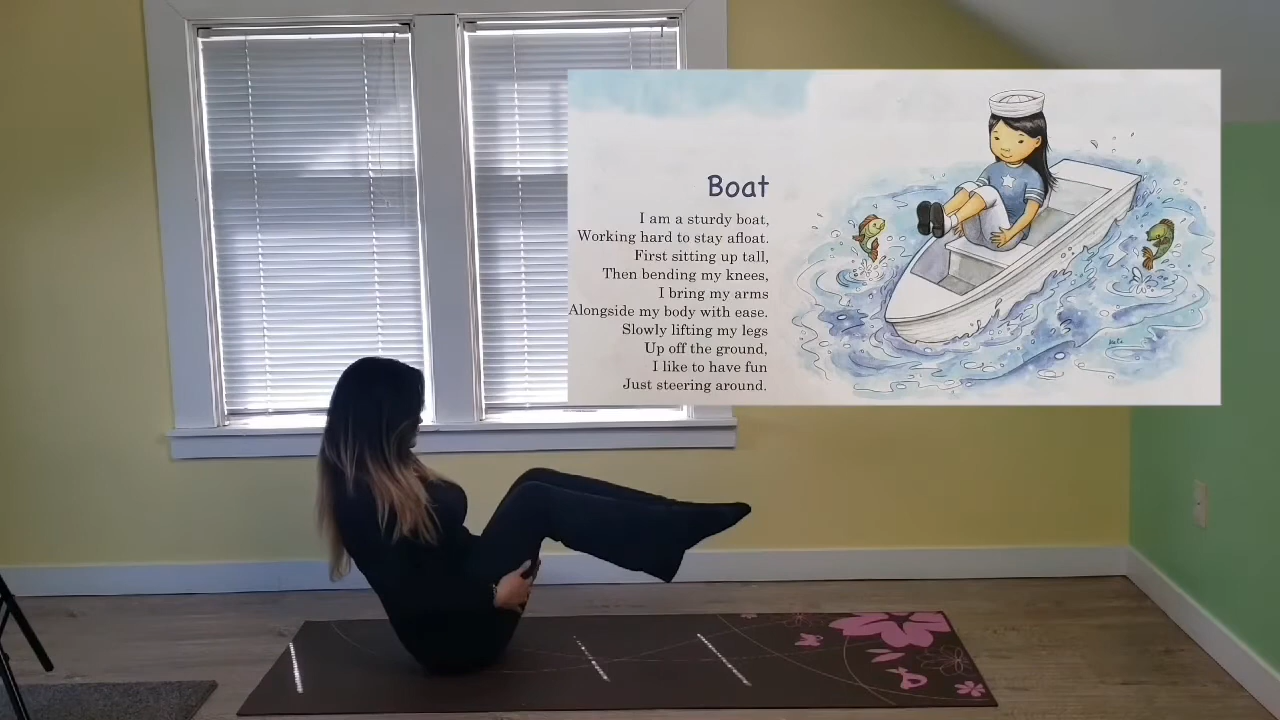 Boat
I am a sturdy boat,
Working hard to stay afloat.
First sitting up tall,
Then bending my knees,
I bring my arms
Alongside my body with ease.
Slowly lifting my legs
Up off the ground,
I like to have fun
Just steering around.